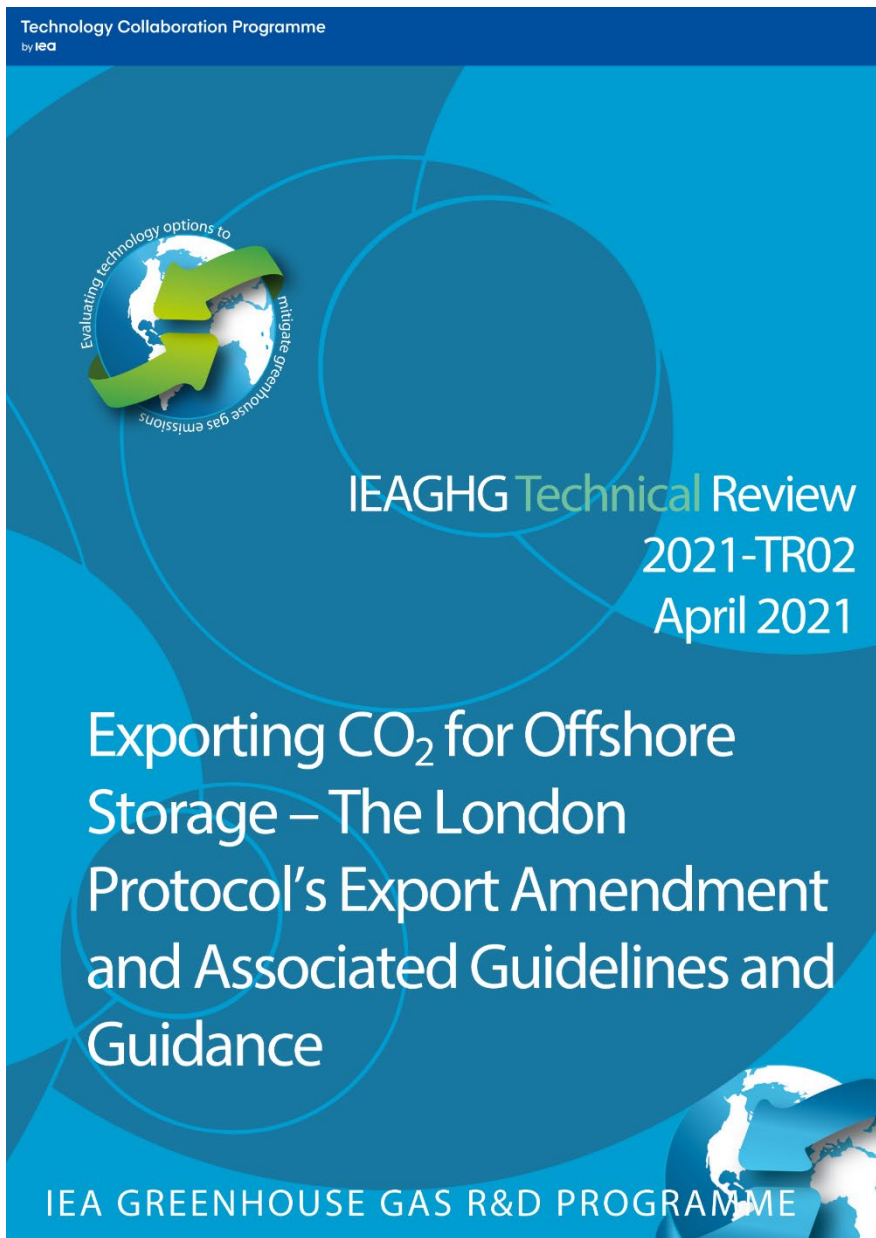 Technology Collaboration Programme
by iea
Evaluating technology options to
mitigate greenhouse gas emissions
IEAGHG Technical Review
2021-TR02
April 2021
Exporting CO₂ for Offshore
Storage – The London
Protocol’s Export Amendment
and Associated Guidelines and
Guidance
IEA GREENHOUSE GAS R&D PROGRAMME